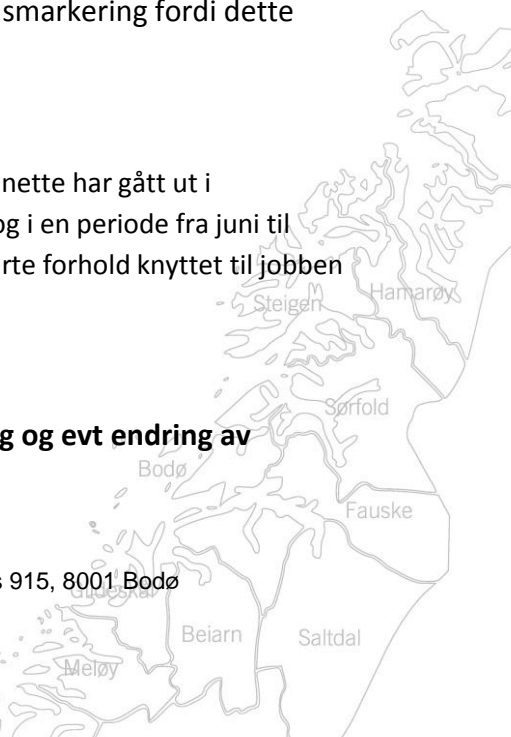 smarkering fordi dette
nette har gått ut i
og i en periode fra juni til
rte forhold knyttet til jobben
Steigen
Hamarøy
Sørfold
g og evt endring av
Bodø
Fauske
s 915, 8001 Bodø
Gildeskål
Beiarn
Saltdal
Meløy